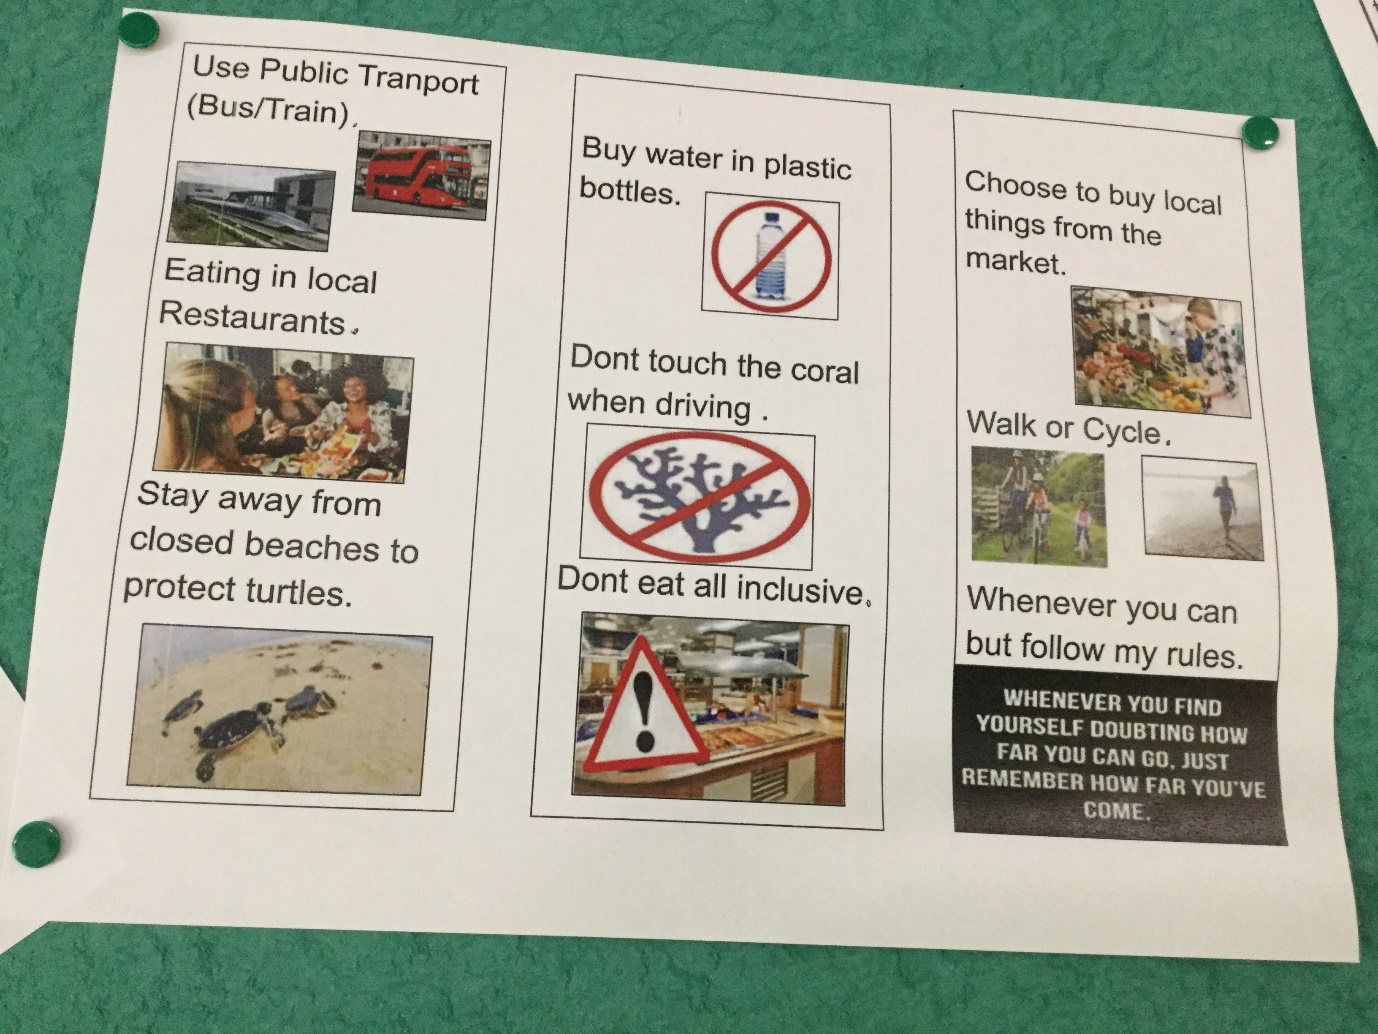 Use Public Tranport
(Bus/Train).
Eating in local
Restaurants.
Stay away from
closed beaches to
protect turtles.
Buy water in plastic
bottles.
Dont touch the coral
when driving .
Dont eat all inclusive.
Choose to buy local
things from the
market.
Walk or Cycle.
Whenever you can
but follow my rules.
WHENEVER YOU FIND
YOURSELF DOUBTING HOW
FAR YOU CAN GO, JUST
REMEMBER HOW FAR YOU'VE
COME.